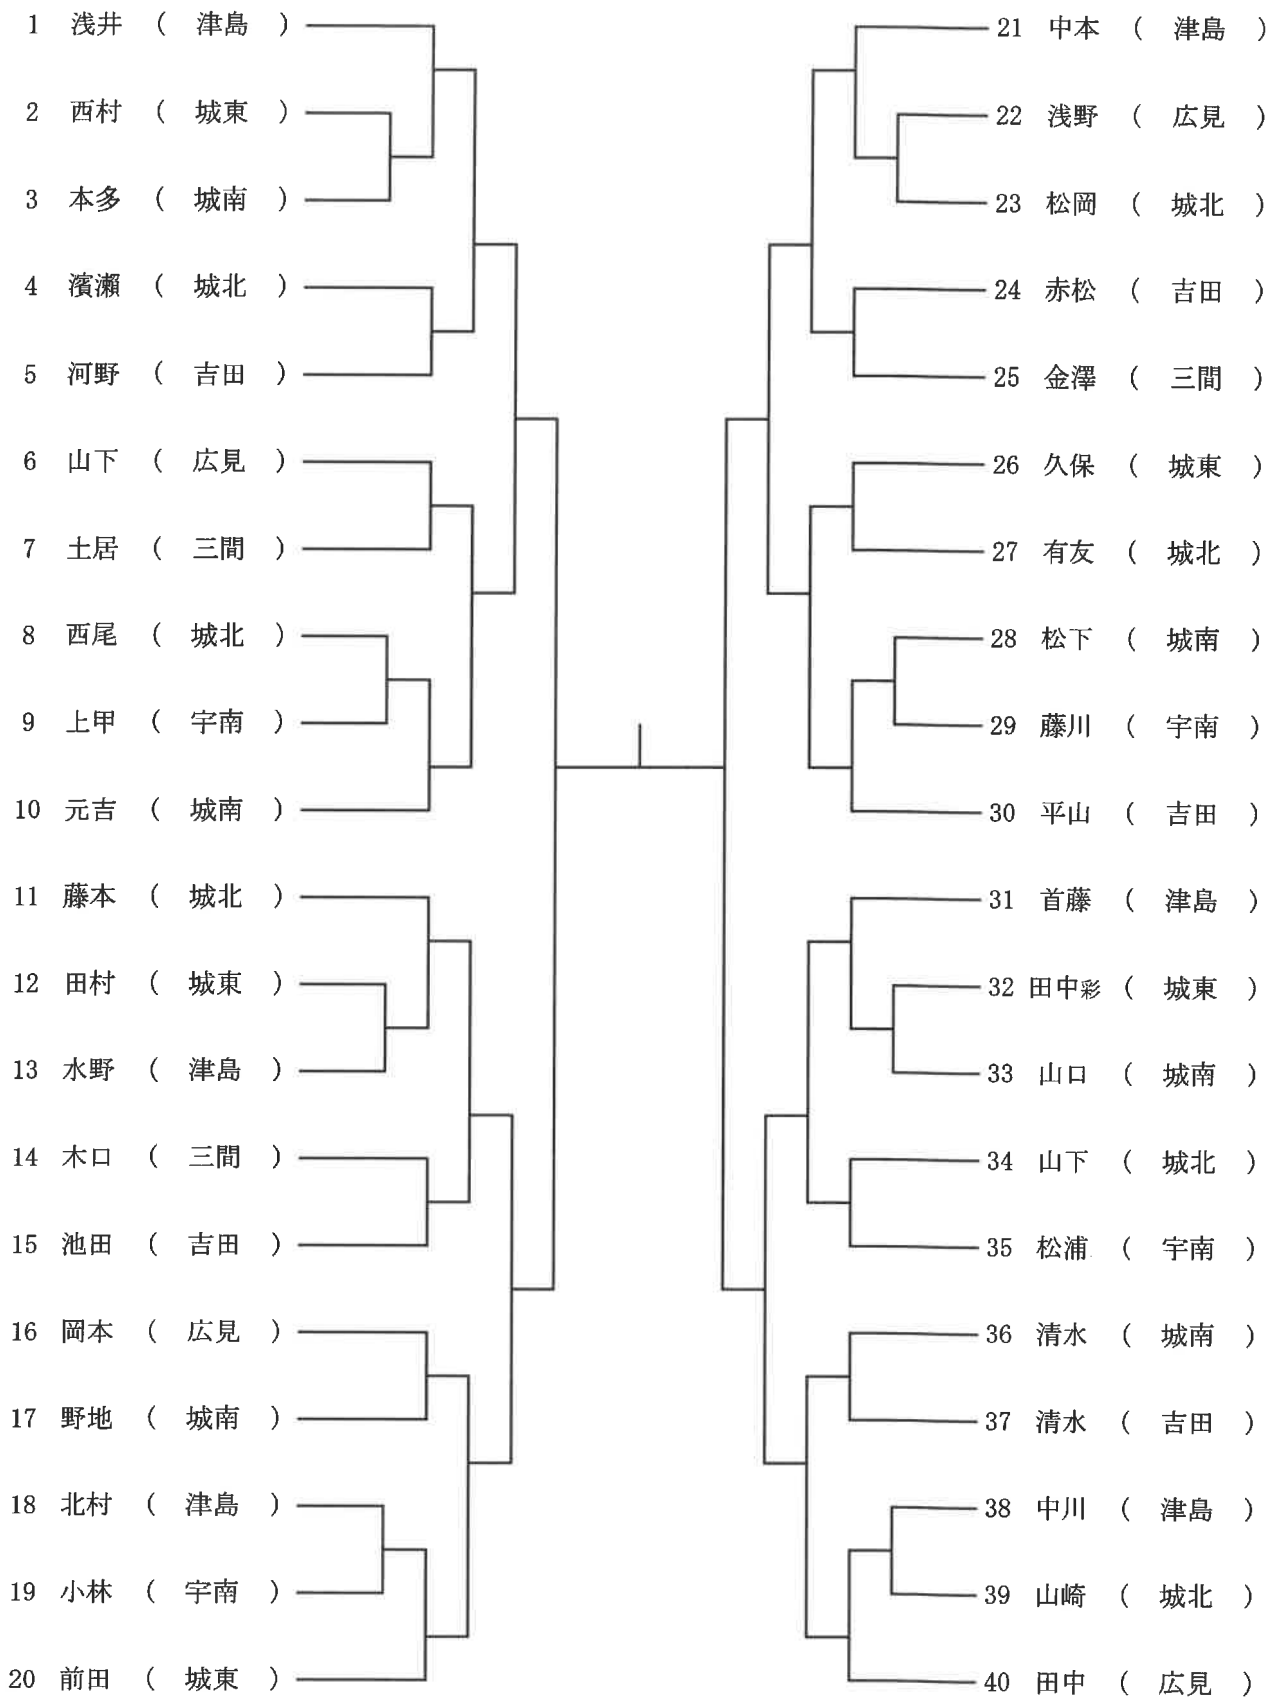 1 浅井 ( 津島 )
2 西村 ( 城東 )
3 本多 ( 城南 )
4 濱瀬 ( 城北 )
5 河野 ( 吉田 )
6 山下 ( 広見 )
7 土居 ( 三間 )
8 西尾 ( 城北 )
9 上甲 ( 宇南 )
10 元吉 ( 城南 )
11 藤本 ( 城北 )
12 田村 ( 城東 )
13 水野 ( 津島 )
14 木口 ( 三間 )
15 池田 ( 吉田 )
16 岡本 ( 広見 )
17 野地 ( 城南 )
18 北村 ( 津島 )
19 小林 ( 宇南 )
20 前田 ( 城東 )
21 中本 ( 津島 )
22 浅野 ( 広見 )
23 松岡 ( 城北 )
24 赤松 ( 吉田 )
25 金澤 ( 三間 )
26 久保 ( 城東 )
27 有友 ( 城北 )
28 松下 ( 城南 )
29 藤川 ( 宇南 )
30 平山 ( 吉田 )
31 首藤 ( 津島 )
32 田中彩 ( 城東 )
33 山口 ( 城南 )
34 山下 ( 城北 )
35 松浦 ( 宇南 )
36 清水 ( 城南 )
37 清水 ( 吉田 )
38 中川 ( 津島 )
39 山崎 ( 城北 )
40 田中 ( 広見 )